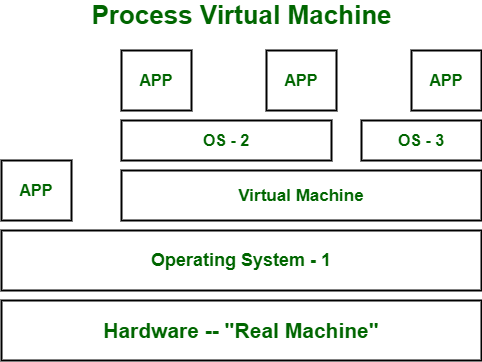 Process Virtual Machine
APP APP APP
OS - 2 OS - 3
APP
Virtual Machine
Operating System - 1
Hardware -- "Real Machine"